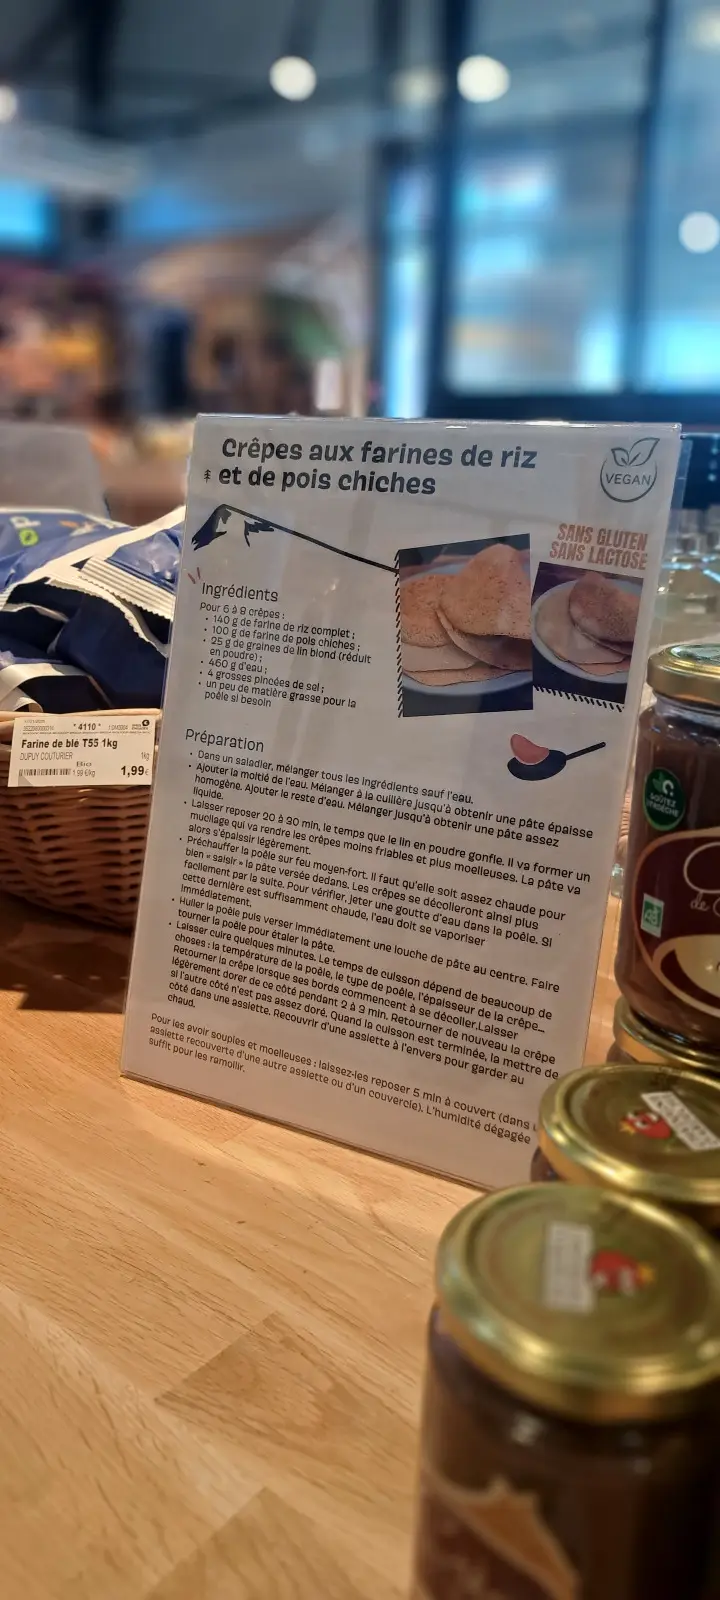 Crêpes aux farines de riz
et de pois chiches
VEGAN
SANS GLUTEN
SANS LACTOSE
Ingrédients
Pour 6 à 8 crêpes :
• 140 g de farine de riz complet ;
• 100 g de farine de pois chiches ;
• 25 g de graines de lin blond (réduit
en poudre) ;
• 460 g d'eau ;
• 4 grosses pincées de sel ;
• un peu de matière grasse pour la
poêle si besoin
Préparation
• Dans un saladier, mélanger tous les ingrédients sauf l'eau.
• Ajouter la moitié de l'eau. Mélanger à la cuillère jusqu'à obtenir une pâte épaisse
homogène. Ajouter le reste d'eau. Mélanger jusqu'à obtenir une pâte assez
liquide.
• Laisser reposer 20 à 30 min, le temps que le lin en poudre gonfle. Il va former un
mucilage qui va rendre les crêpes moins friables et plus moelleuses. La pâte va
alors s'épaissir légèrement.
• Préchauffer la poêle sur feu moyen-fort. Il faut qu'elle soit assez chaude pour
bien « saisir » la pâte versée dedans. Les crêpes se décolleront ainsi plus
facilement par la suite. Pour vérifier, jeter une goutte d'eau dans la poêle. Si
cette dernière est suffisamment chaude, l'eau doit se vaporiser
immédiatement.
• Huiler la poêle puis verser immédiatement une louche de pâte au centre. Faire
tourner la poêle pour étaler la pâte.
• Laisser cuire quelques minutes. Le temps de cuisson dépend de beaucoup de
choses : la température de la poêle, le type de poêle, l'épaisseur de la crêpe...
Retourner la crêpe lorsque ses bords commencent à se décoller.Laisser
légèrement dorer de ce côté pendant 2 à 3 min. Retourner de nouveau la crêpe
si l'autre côté n'est pas assez doré. Quand la cuisson est terminée, la mettre de
côté dans une assiette. Recouvrir d'une assiette à l'envers pour garder au
chaud.
Pour les avoir souples et moelleuses : laissez-les reposer 5 min à couvert (dans
assiette recouverte d'une autre assiette ou d'un couvercle). L'humidité dégagée
suffit pour les ramollir.
* 4110 *
Farine de ble T55 1kg
DUPUY COUTURIER
1kg
Bio
1,99 €/kg
1,99€
GOÛTEZ
L'ARDÈCHE
AB